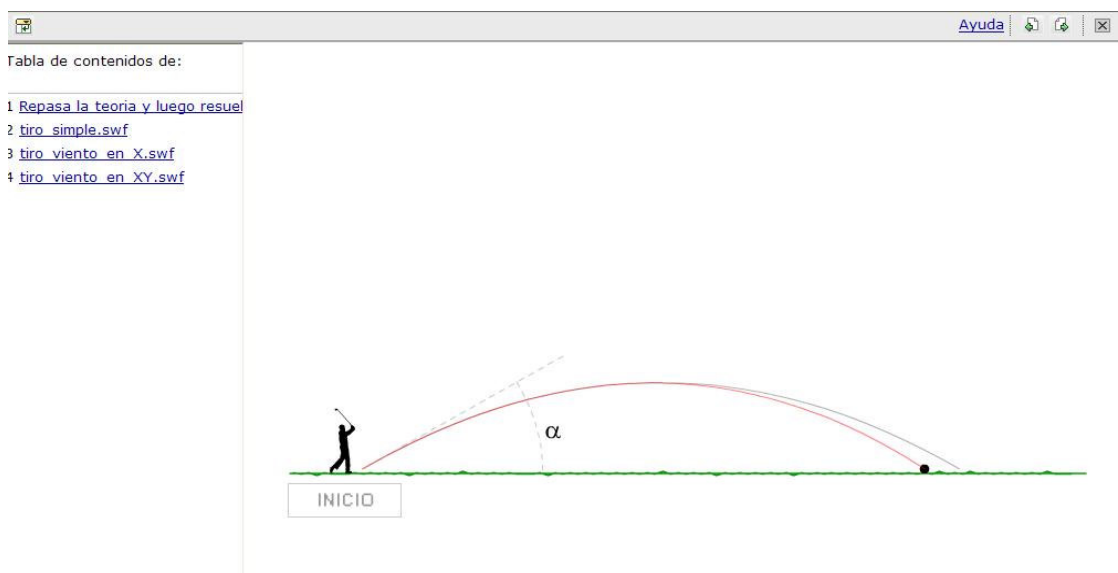 Ayuda
Tabla de contenidos de:
1 Repasa la teoria y luego resuel
2 tiro_simple.swf
3 tiro_viento_en_X.swf
4 tiro_viento_en_XY.swf
α
INICIO